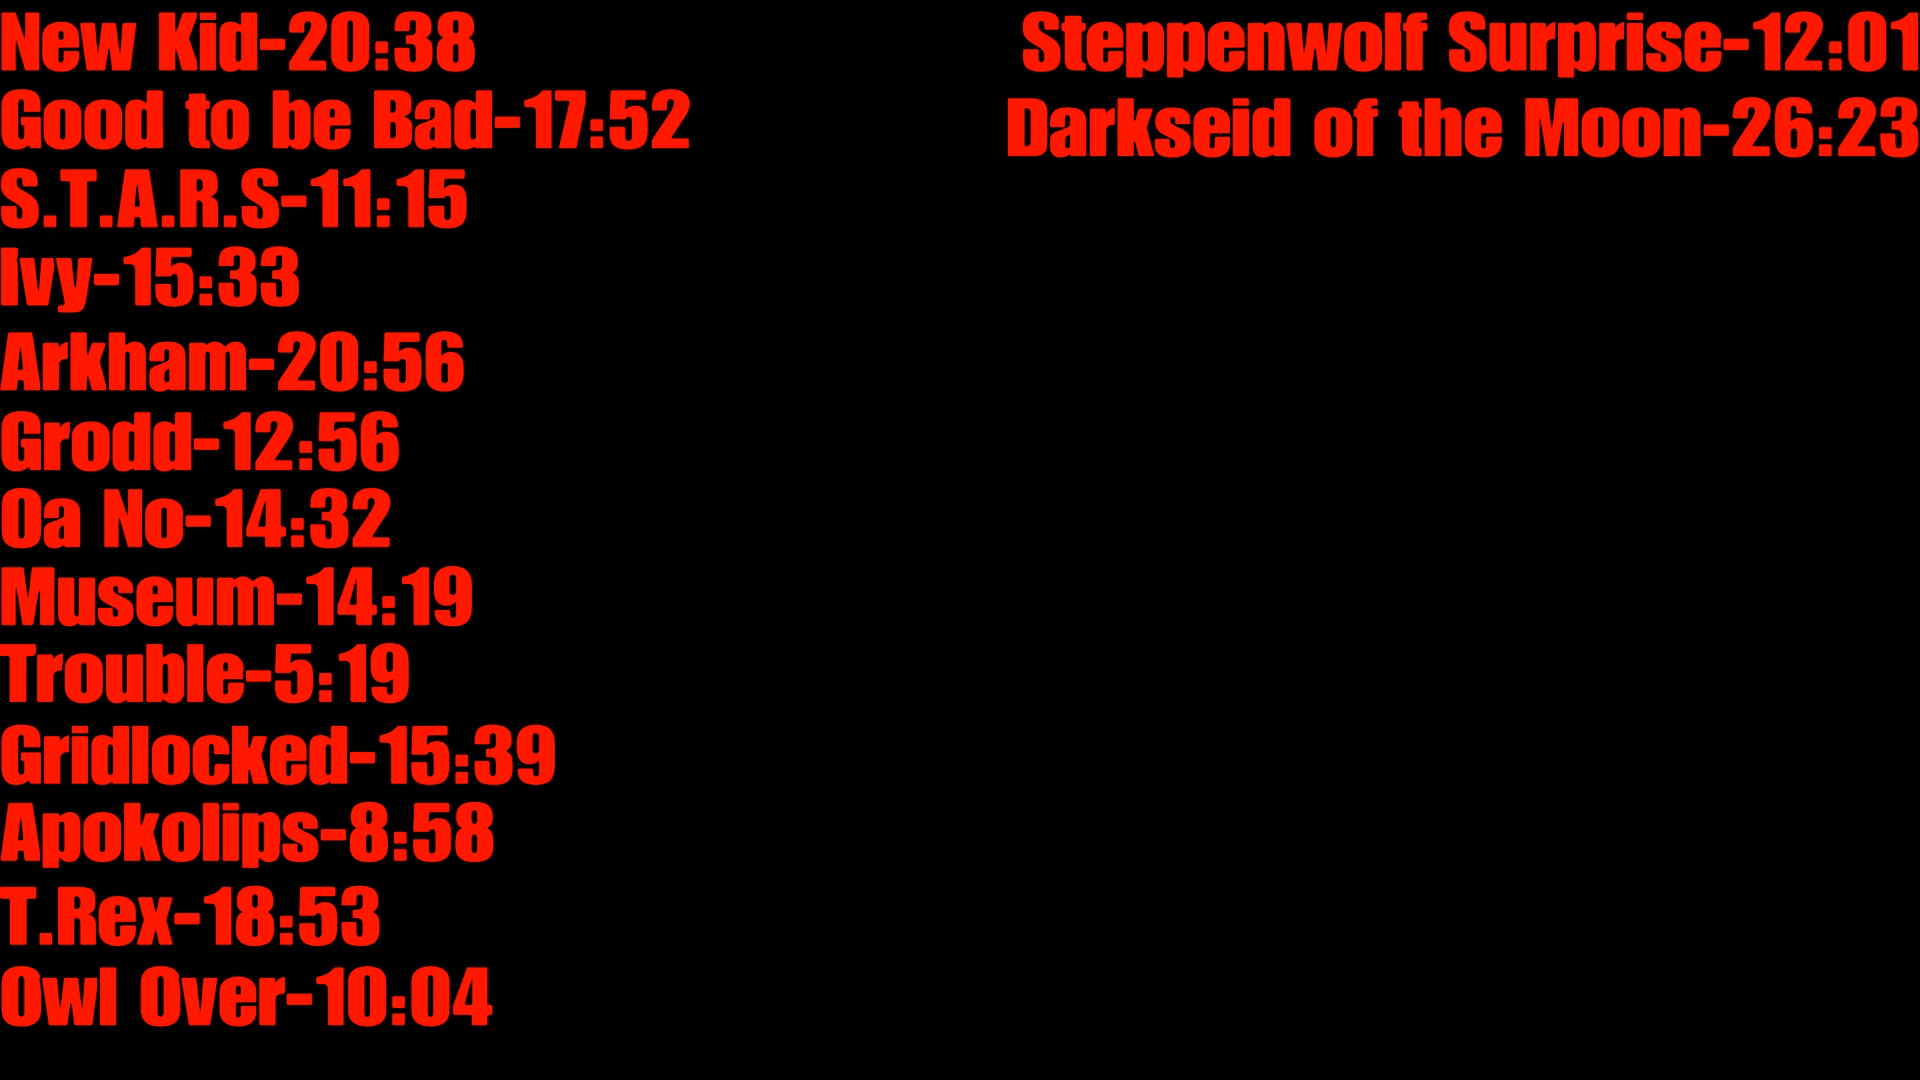 New Kid-20:38
Good to be Bad-17:52
S.T.A.R.S-11:15
Ivy-15:33
Arkham-20:56
Grodd-12:56
Oa No-14:32
Museum-14:19
Trouble-5:19
Gridlocked-15:39
Apokolips-8:58
T.Rex-18:53
Owl Over-10:04
Steppenwolf Surprise-12:01
Darkseid of the Moon-26:23